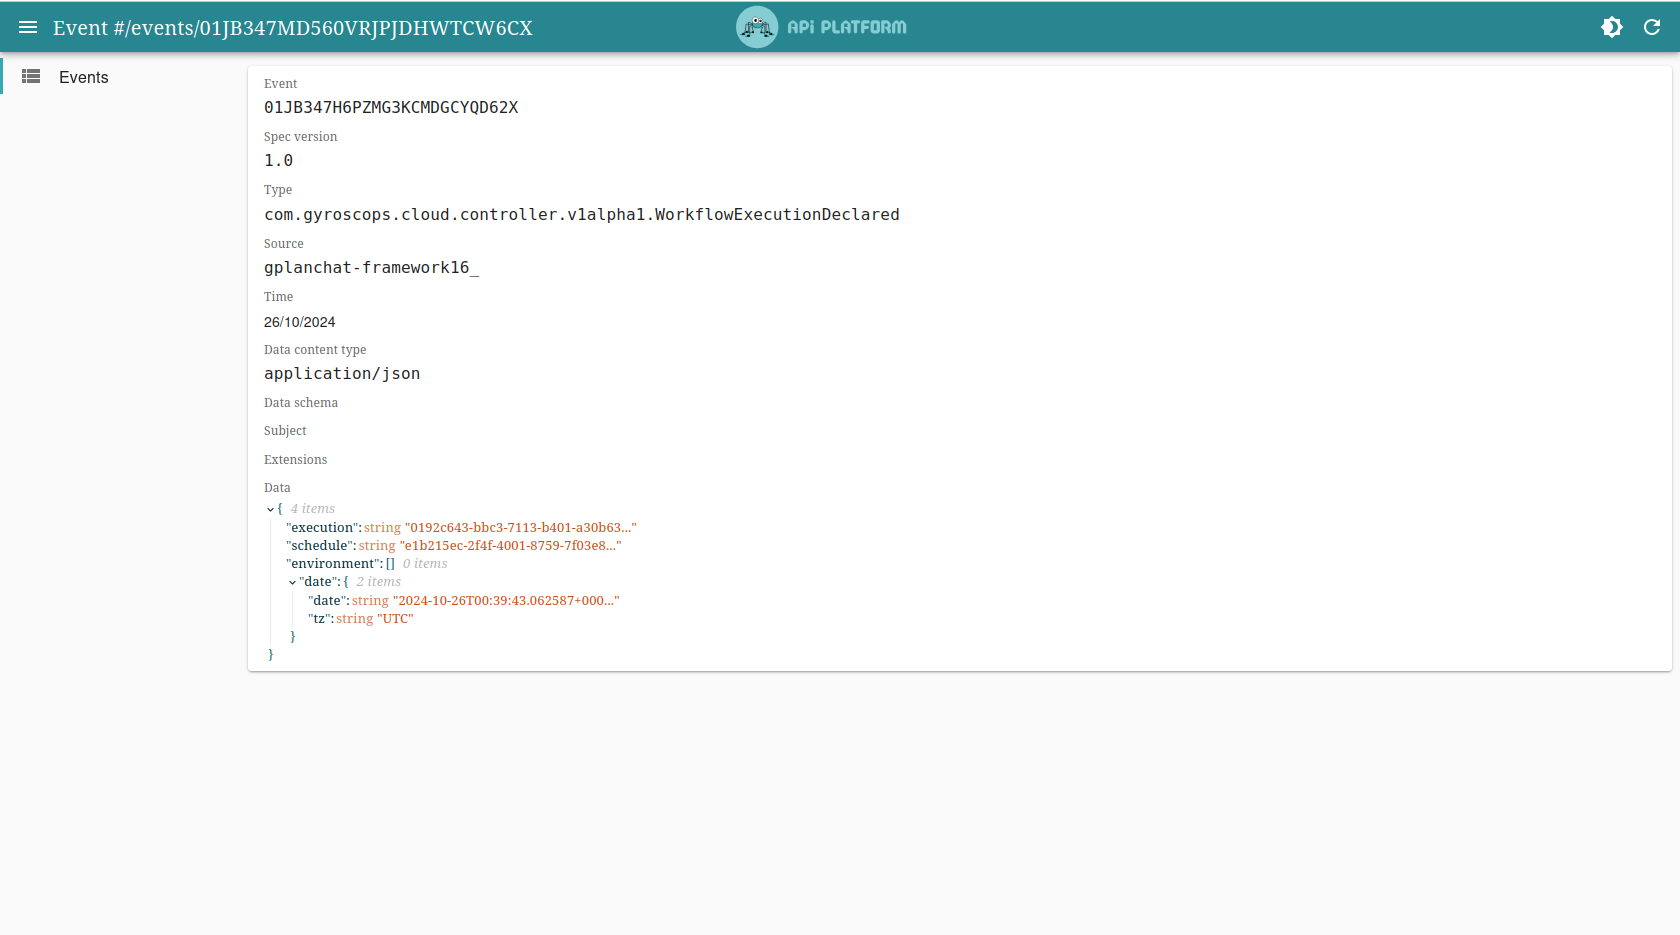 Event #/events/01JB347MD560VRJPJDHWTCW6CX
APi PLATFORM
Events
Event
01JB347H6PZMG3KCMDGCYQD62X
Spec version
1.0
Type
com.gyroscops.cloud.controller.v1alpha1.WorkflowExecutionDeclared
Source
gplanchat-framework16_
Time
26/10/2024
Data content type
application/json
Data schema
Subject
Extensions
Data
{ 4 items
"execution": string "0192c643-bbc3-7113-b401-a30b63..."
"schedule": string "e1b215ec-2f4f-4001-8759-7f03e8..."
"environment": [] 0 items
"date": { 2 items
"date": string "2024-10-26T00:39:43.062587+000..."
"tz": string "UTC"
}
}